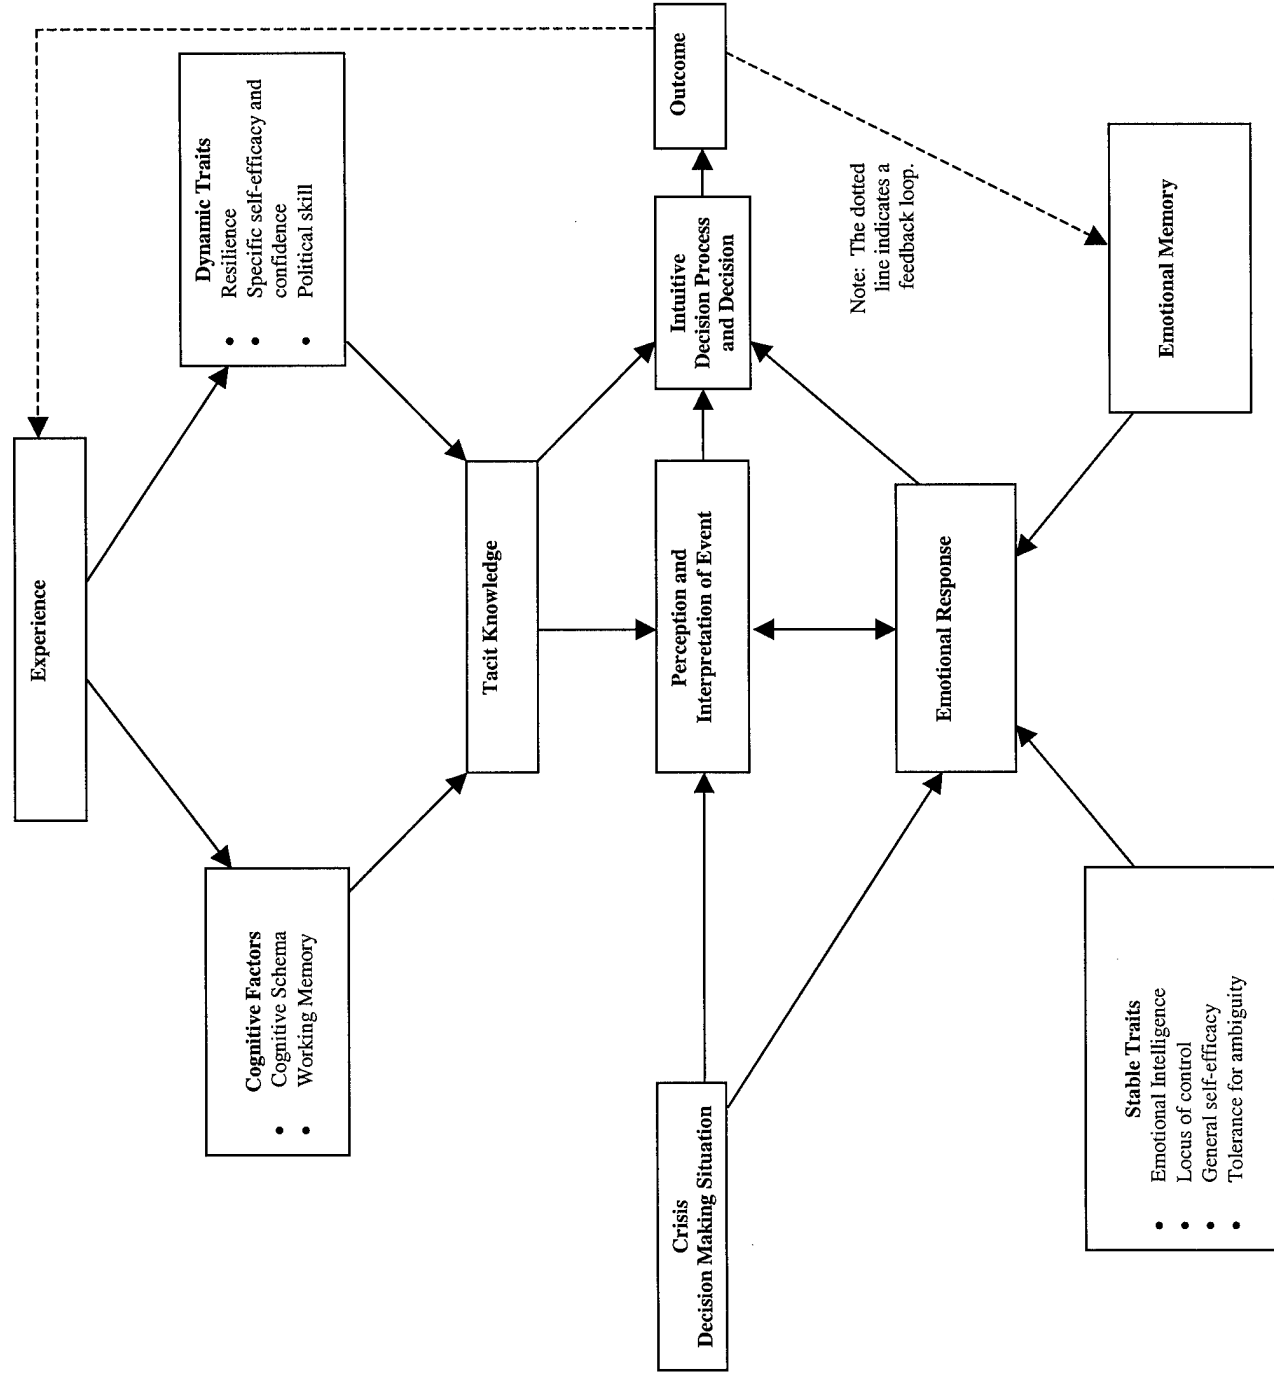 Experience
Cognitive Factors
• Cognitive Schema
• Working Memory
Dynamic Traits
• Resilience
• Specific self-efficacy and
confidence
• Political skill
Tacit Knowledge
Crisis
Decision Making Situation
Perception and
Interpretation of Event
Intuitive
Decision Process
and Decision
Outcome
Note: The dotted
line indicates a
feedback loop.
Emotional Response
Stable Traits
• Emotional Intelligence
• Locus of control
• General self-efficacy
• Tolerance for ambiguity
Emotional Memory